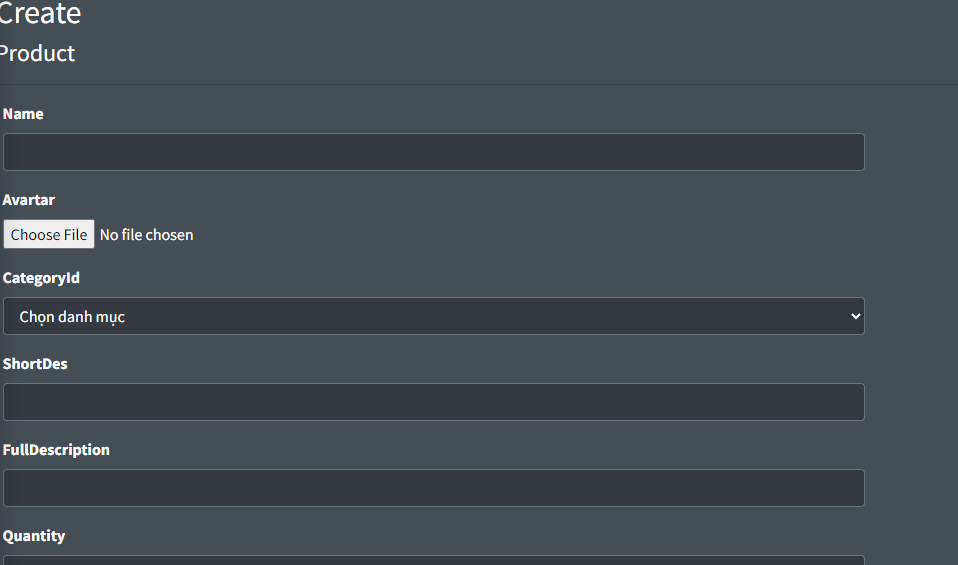 Create
Product
Name
Avartar
Choose File No file chosen
CategoryId
Chọn danh mục
ShortDes
FullDescription
Quantity